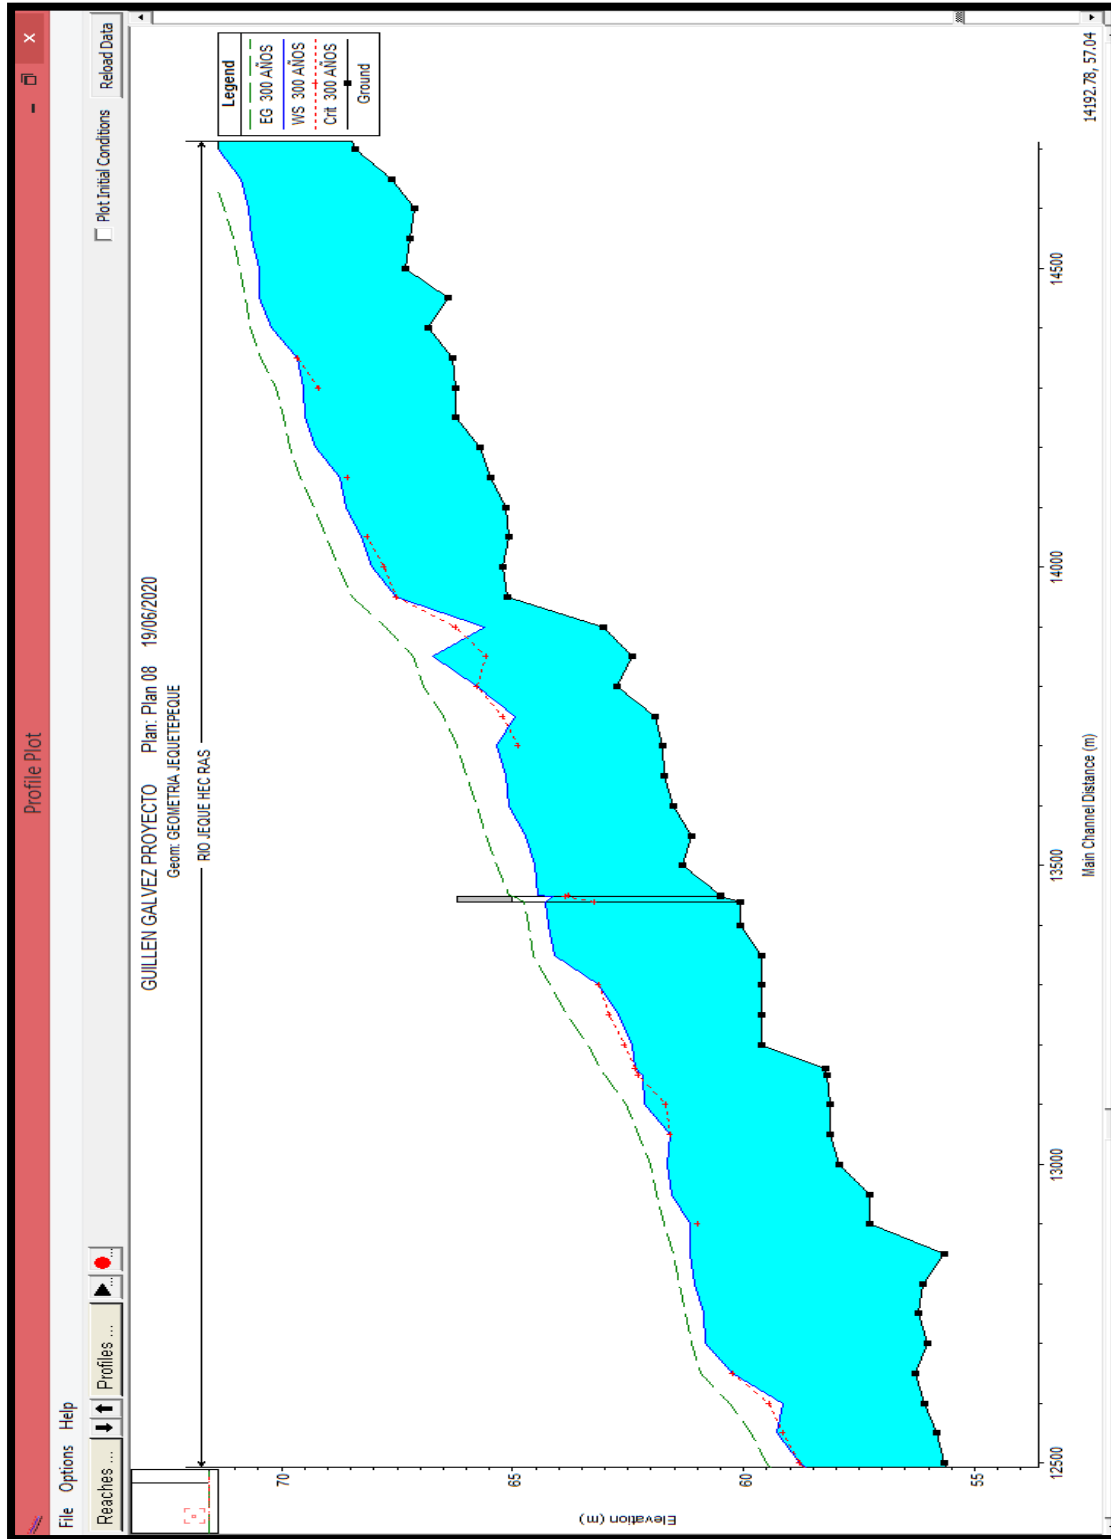 Profile Plot
File Options Help
Reaches ... Profiles ... Plot Initial Conditions Reload Data
GUILLEN GALVEZ PROYECTO Plan: Plan 08 19/06/2020
Geom: GEOMETRIA JEQUETEPEQUE
RIO JEQUE HEC RAS
Legend
EG 300 AÑOS
WS 300 AÑOS
Crit 300 AÑOS
Ground
Elevation (m)
70
65
60
55
12500 13000 13500 14000 14500
Main Channel Distance (m)
14192.78, 57.04